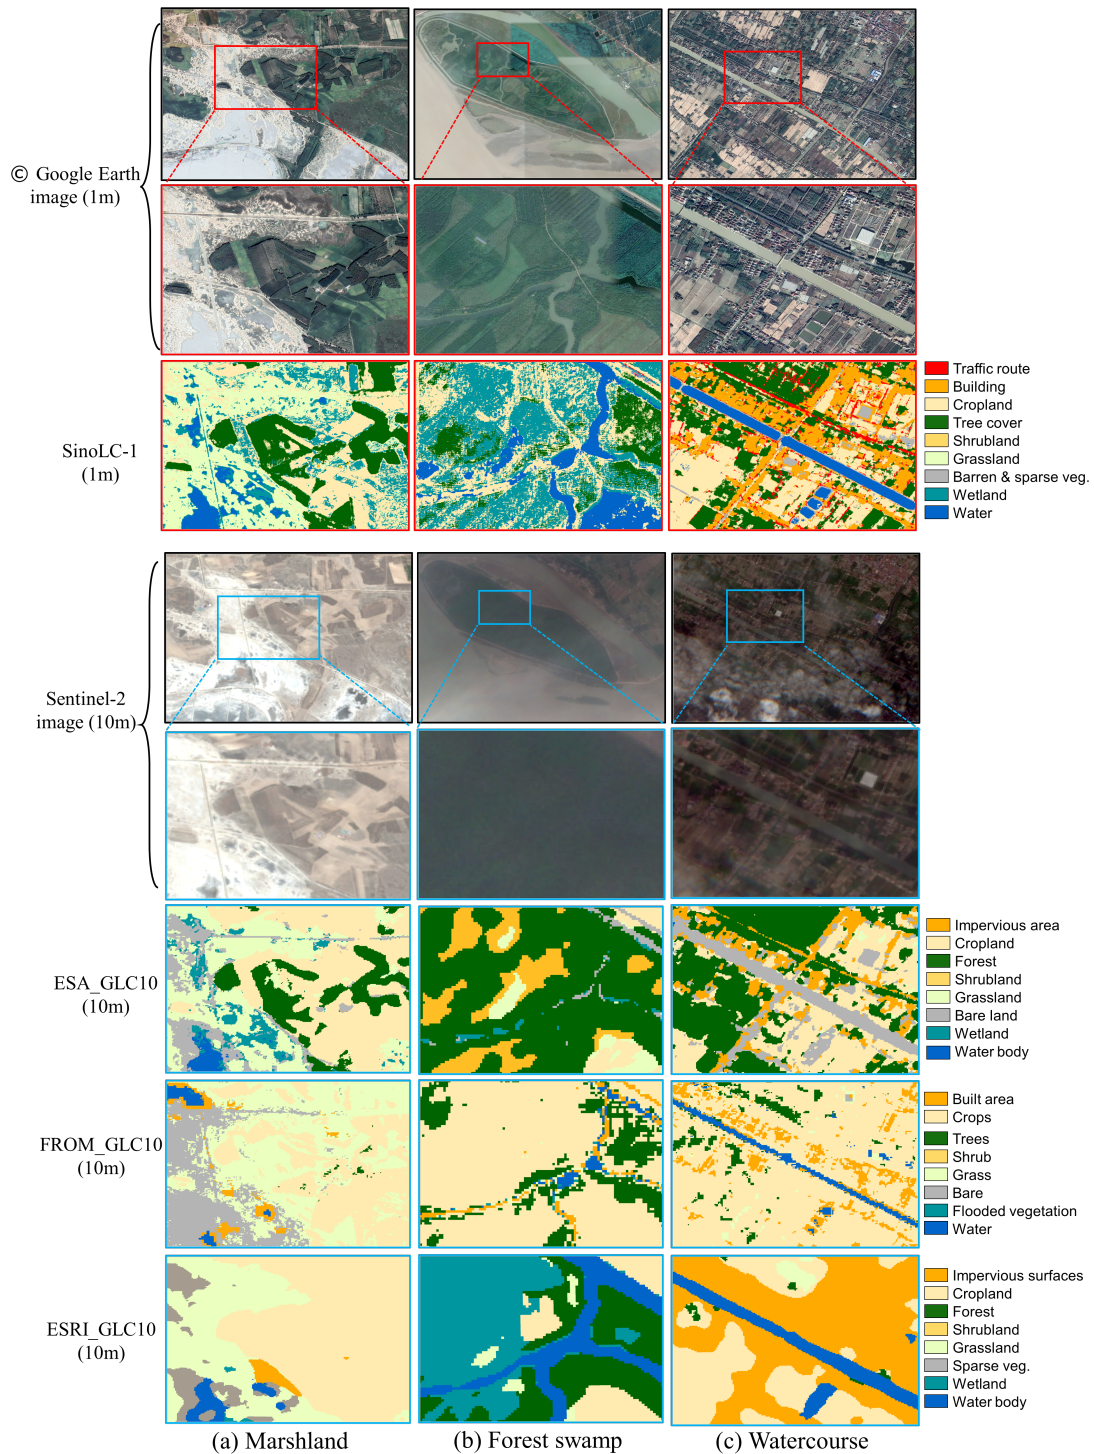 © Google Earth
image (1m)
SinoLC-1
(1m)
Traffic route
Building
Cropland
Tree cover
Shrubland
Grassland
Barren & sparse veg.
Wetland
Water
Sentinel-2
image (10m)
ESA_GLC10
(10m)
Impervious area
Cropland
Forest
Shrubland
Grassland
Bare land
Wetland
Water body
FROM_GLC10
(10m)
Built area
Crops
Trees
Shrub
Grass
Bare
Flooded vegetation
Water
ESRI_GLC10
(10m)
Impervious surfaces
Cropland
Forest
Shrubland
Grassland
Sparse veg.
Wetland
Water body
(a) Marshland
(b) Forest swamp
(c) Watercourse